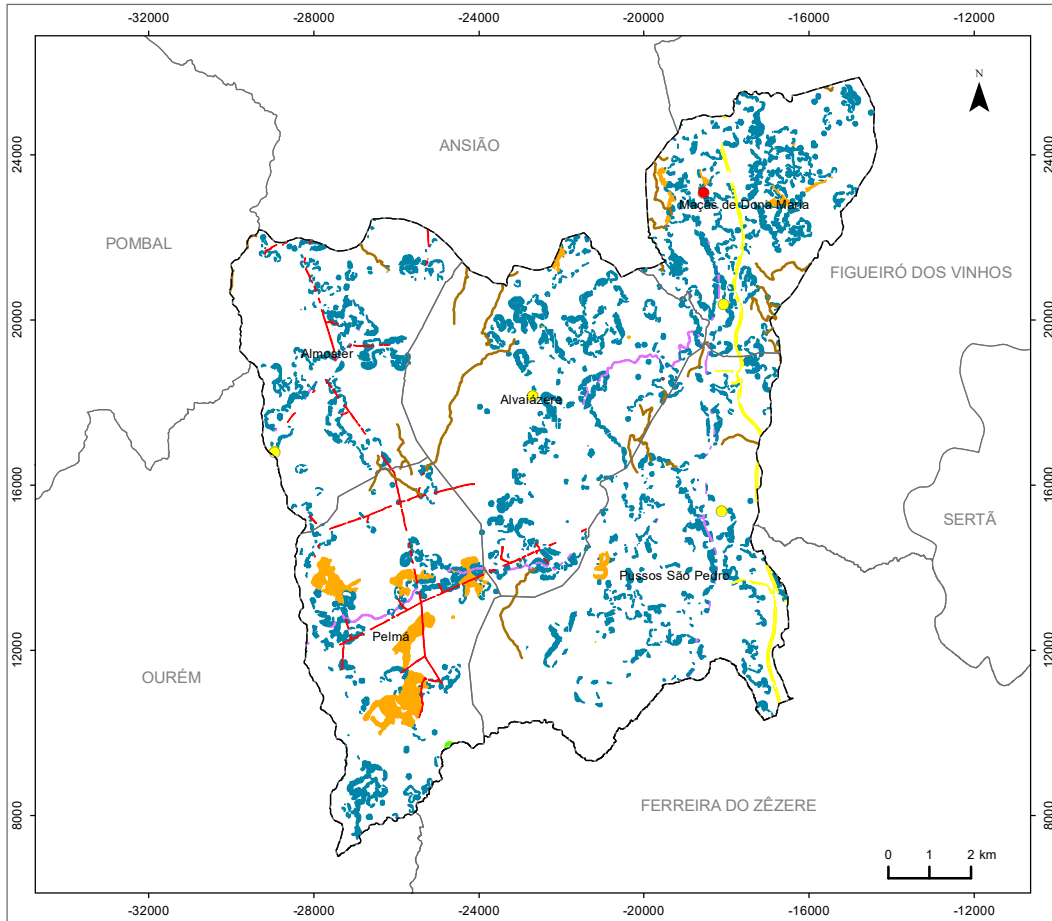 -32000 -28000 -24000 -20000 -16000 -12000
N
24000 24000
ANSIÃO
Maçãs de Dona Maria
POMBAL
FIGUEIRÓ DOS VINHOS
20000 20000
Almoster
Alvaiázere
16000 16000
SERTÃ
Pussos São Pedro
Pelmá
12000 12000
OURÉM
FERREIRA DO ZÊZERE
8000 8000
0 1 2 km
-32000 -28000 -24000 -20000 -16000 -12000